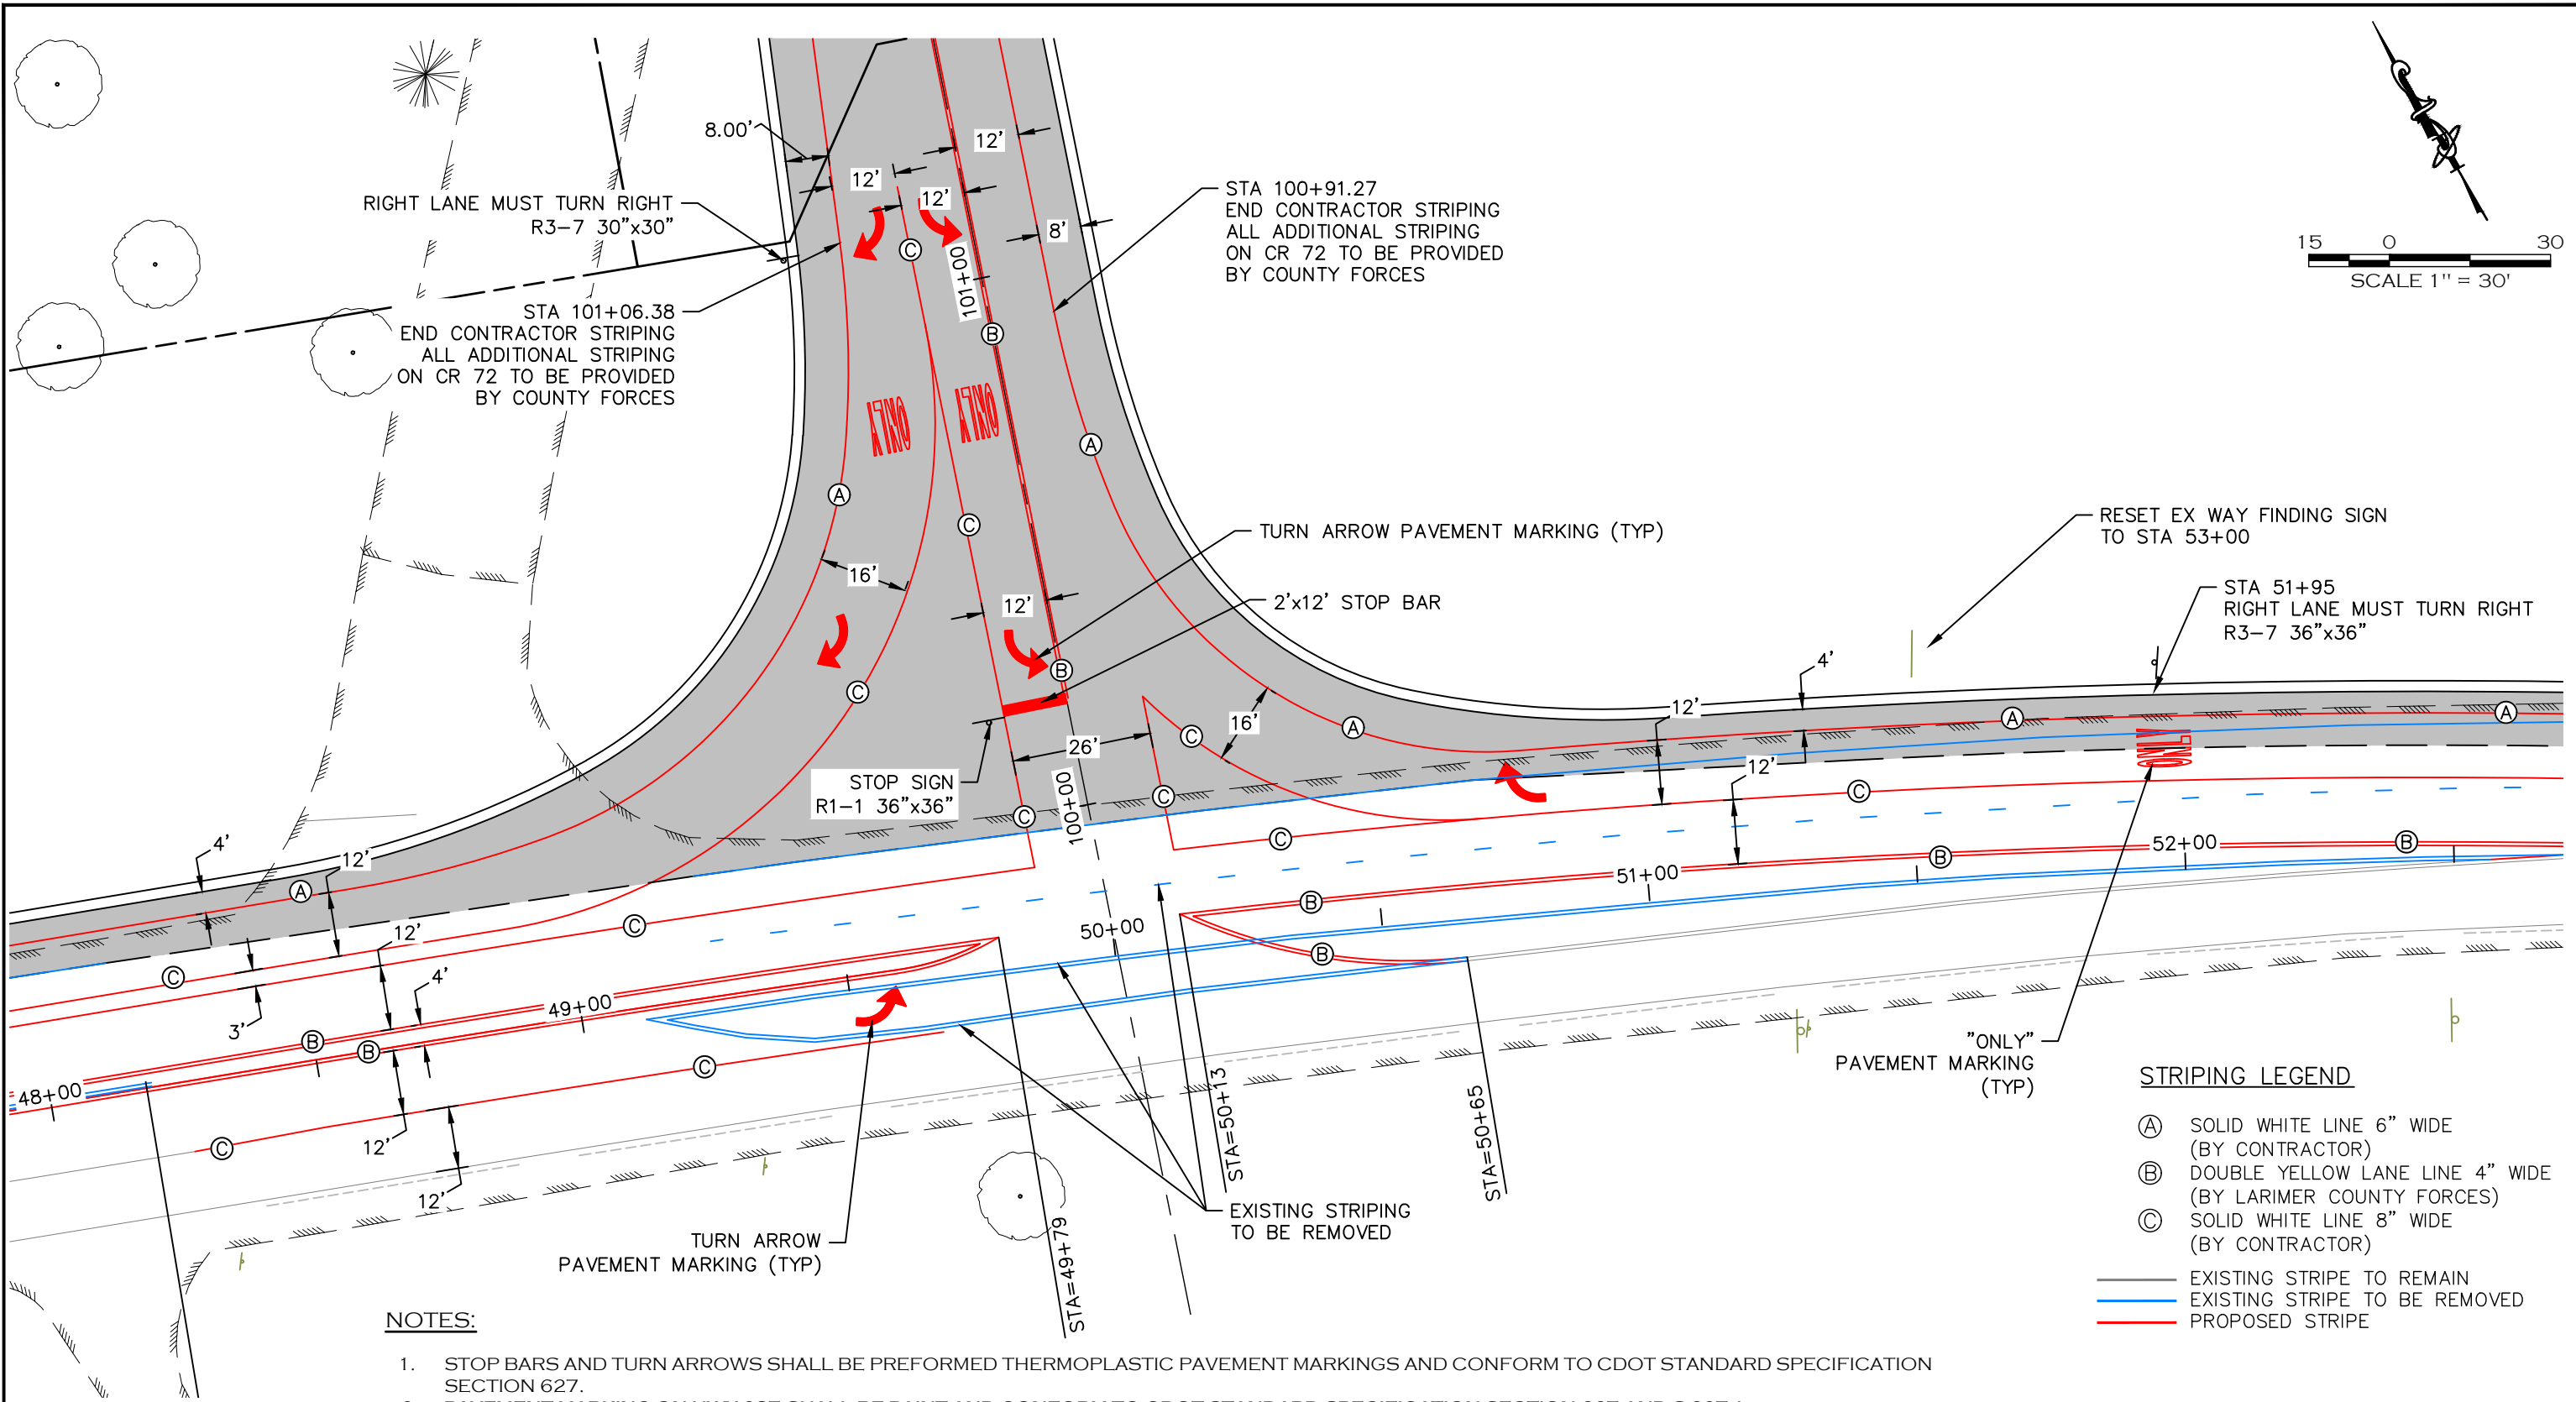 8.00'
12'
12'
12'
8'
RIGHT LANE MUST TURN RIGHT
R3-7 30"x30"
STA 100+91.27
END CONTRACTOR STRIPING
ALL ADDITIONAL STRIPING
ON CR 72 TO BE PROVIDED
BY COUNTY FORCES
15 0 30
SCALE 1" = 30'
C
101+00
B
STA 101+06.38
END CONTRACTOR STRIPING
ALL ADDITIONAL STRIPING
ON CR 72 TO BE PROVIDED
BY COUNTY FORCES
ONLY
ONLY
A
A
C
TURN ARROW PAVEMENT MARKING (TYP)
RESET EX WAY FINDING SIGN
TO STA 53+00
16'
12'
2'x12' STOP BAR
STA 51+95
RIGHT LANE MUST TURN RIGHT
R3-7 36"x36"
B
C
4'
12'
16'
C
A
A
A
26'
STOP SIGN
R1-1 36"x36"
12'
ONLY
C
C
100+00
C
C
4'
12'
A
B
B
52+00
51+00
B
C
12'
50+00
B
C
4'
3'
49+00
B
B
48+00
C
12'
C
12'
STA=50+13
STA=50+65
STA=49+79
"ONLY"
PAVEMENT MARKING
(TYP)
EXISTING STRIPING
TO BE REMOVED
TURN ARROW
PAVEMENT MARKING (TYP)
STRIPING LEGEND
A SOLID WHITE LINE 6" WIDE
(BY CONTRACTOR)
B DOUBLE YELLOW LANE LINE 4" WIDE
(BY LARIMER COUNTY FORCES)
C SOLID WHITE LINE 8" WIDE
(BY CONTRACTOR)
EXISTING STRIPE TO REMAIN
EXISTING STRIPE TO BE REMOVED
PROPOSED STRIPE
NOTES:
1. STOP BARS AND TURN ARROWS SHALL BE PREFORMED THERMOPLASTIC PAVEMENT MARKINGS AND CONFORM TO CDOT STANDARD SPECIFICATION
SECTION 627.